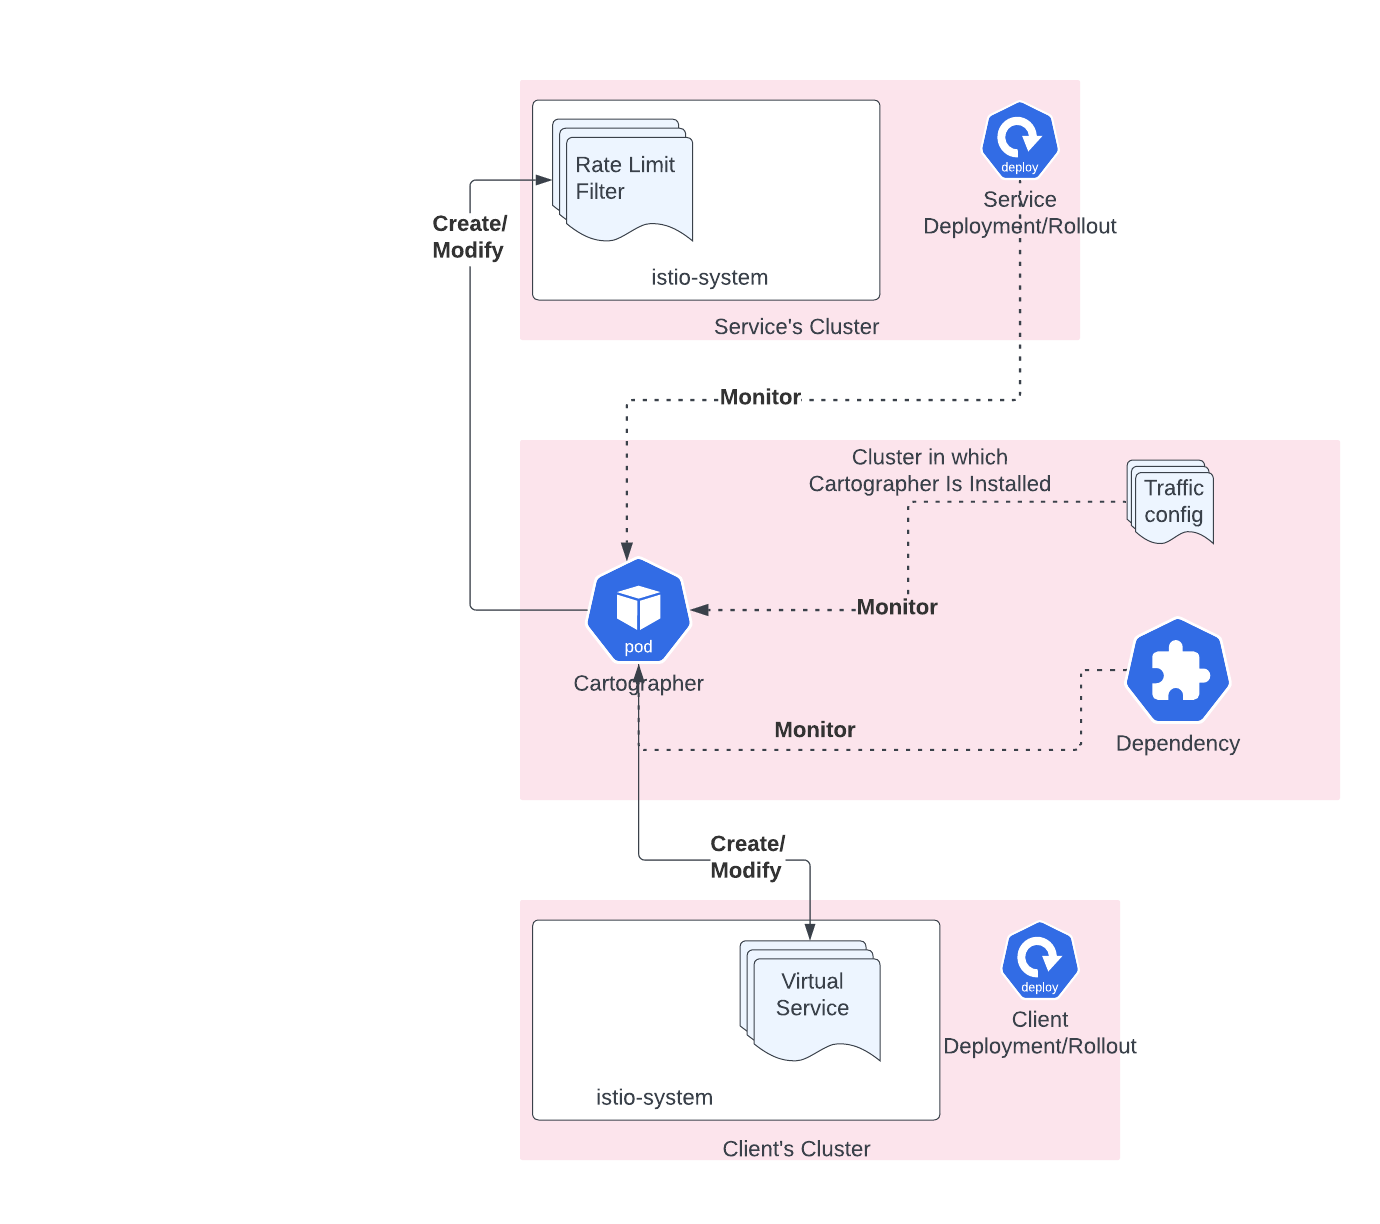 Rate Limit
Filter
deploy
Service
Deployment/Rollout
Create/
Modify
istio-system
Service's Cluster
Monitor
Cluster in which
Cartographer Is Installed
Traffic
config
Monitor
pod
Cartographer
Monitor
Dependency
Create/
Modify
Virtual
Service
deploy
Client
Deployment/Rollout
istio-system
Client's Cluster